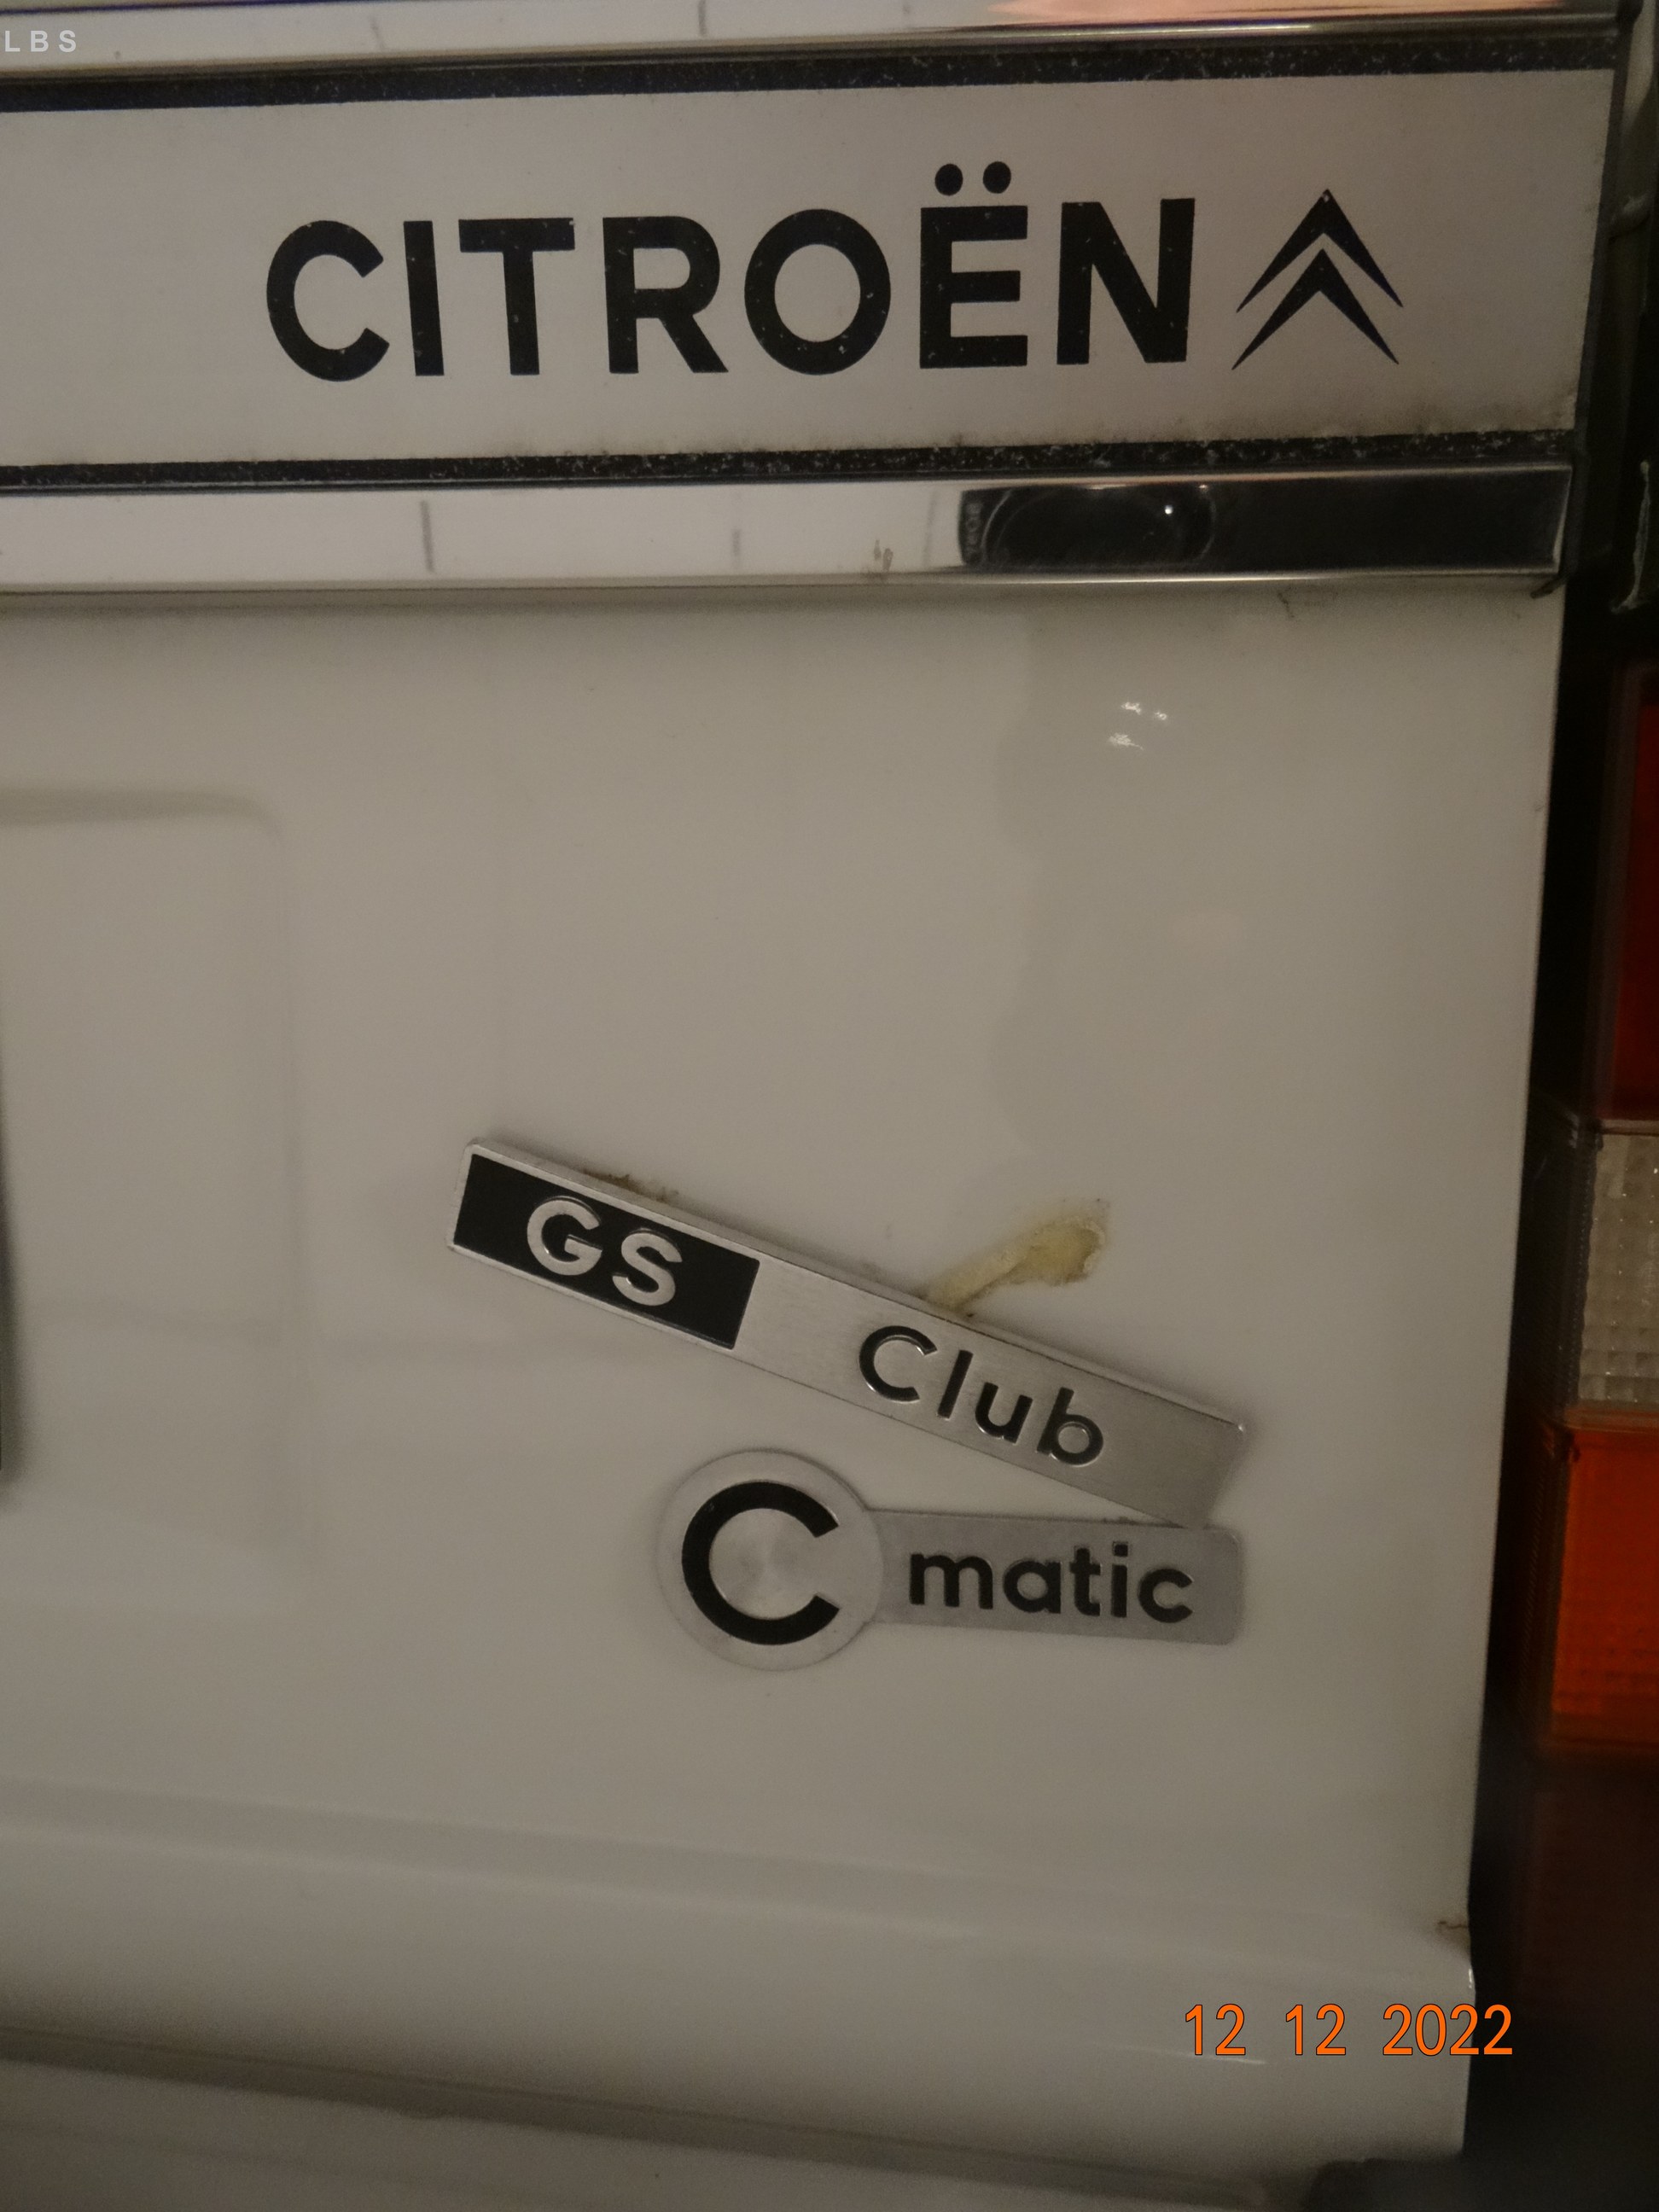 LBS
CITROËN
GS Club
C matic
12 12 2022